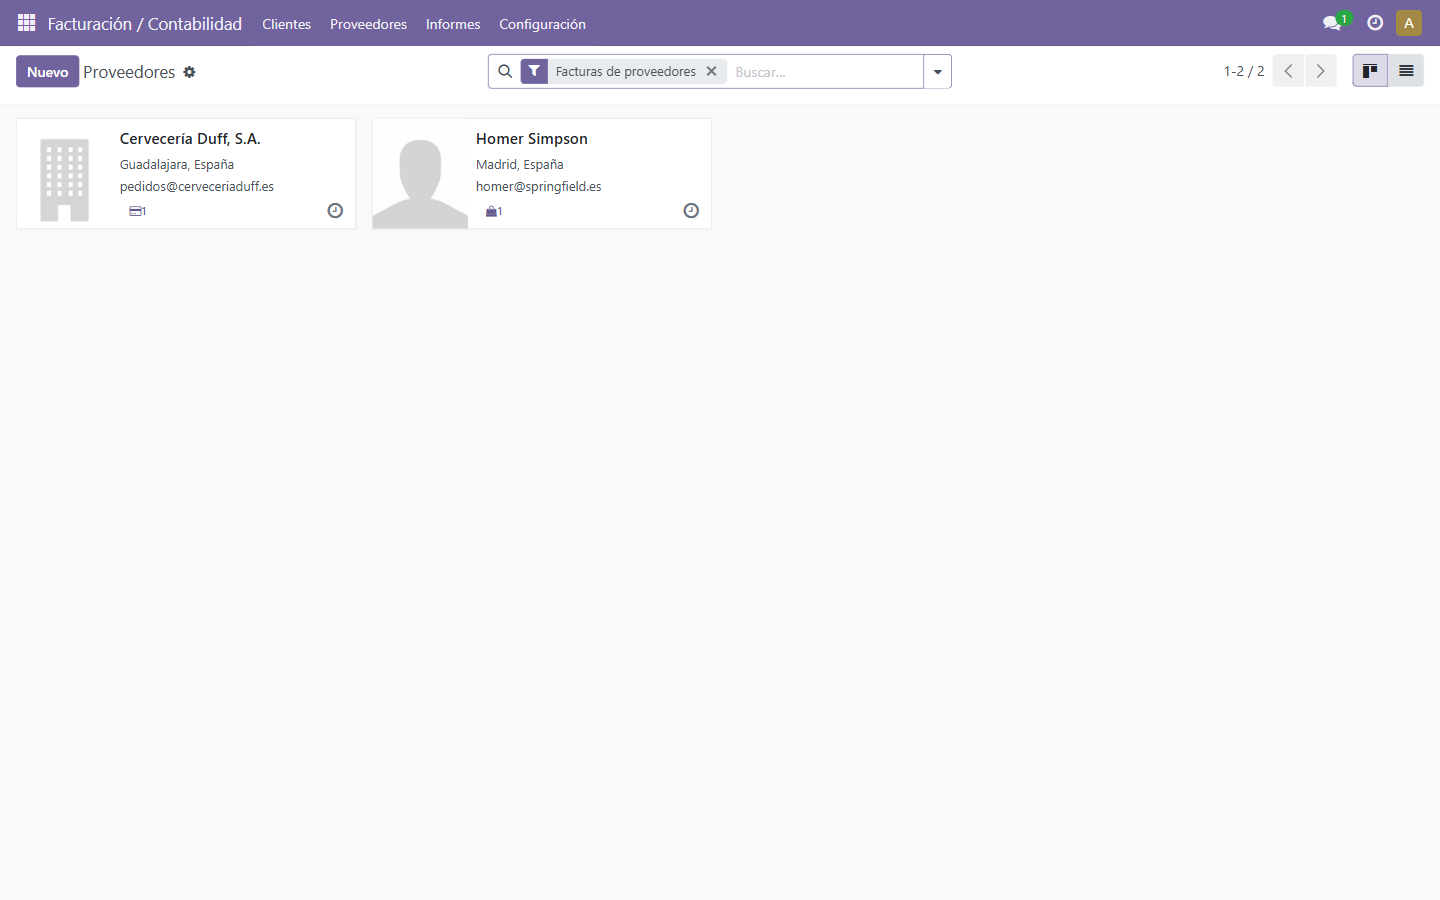 Facturación / Contabilidad Clientes Proveedores Informes Configuración 1 A
Nuevo Proveedores Facturas de proveedores Buscar... 1-2 / 2
Cervecería Duff, S.A.
Guadalajara, España
pedidos@cerveceriaduff.es
1
Homer Simpson
Madrid, España
homer@springfield.es
1